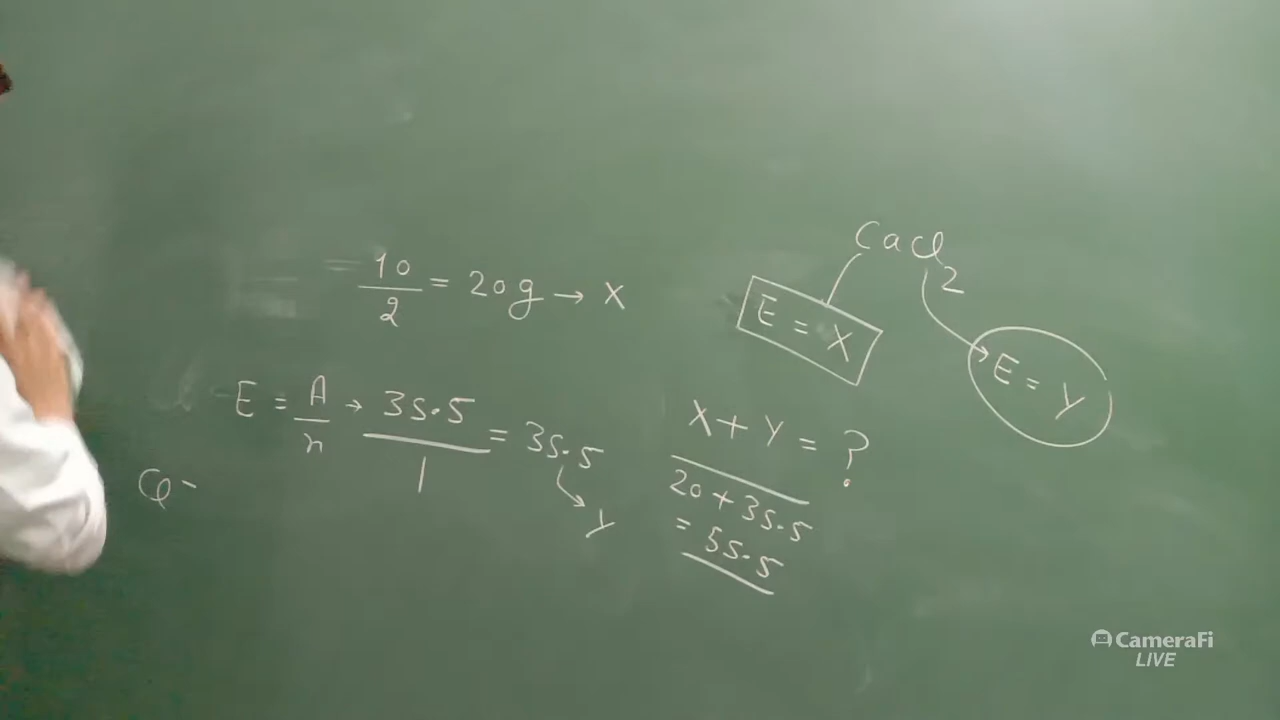 = 10/2 = 20g → X
E = A/n → 35.5/1 = 35.5
→ Y
Cl -
CaCl2
E = X
E = Y
X + Y = ?
20 + 35.5
= 55.5
CameraFi
LIVE